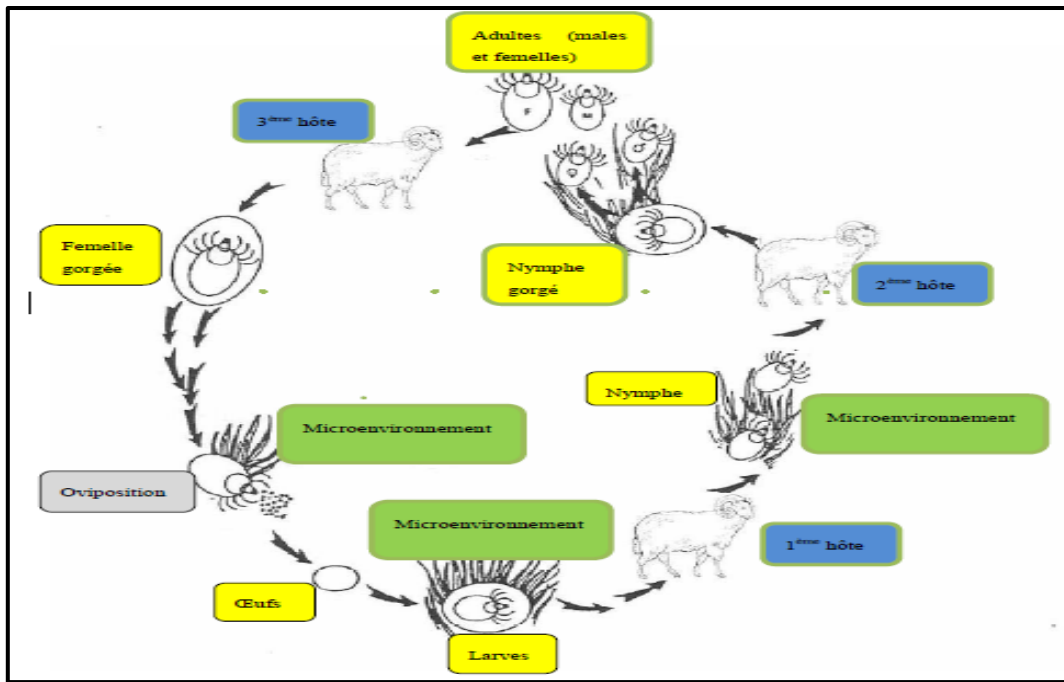 Adultes (males
et femelles)
3ème hôte
F
M
Femelle
gorgée
Nymphe
gorgé
2ème hôte
Nymphe
Microenvironnement
Microenvironnement
Oviposition
Microenvironnement
1ème hôte
Œufs
Larves